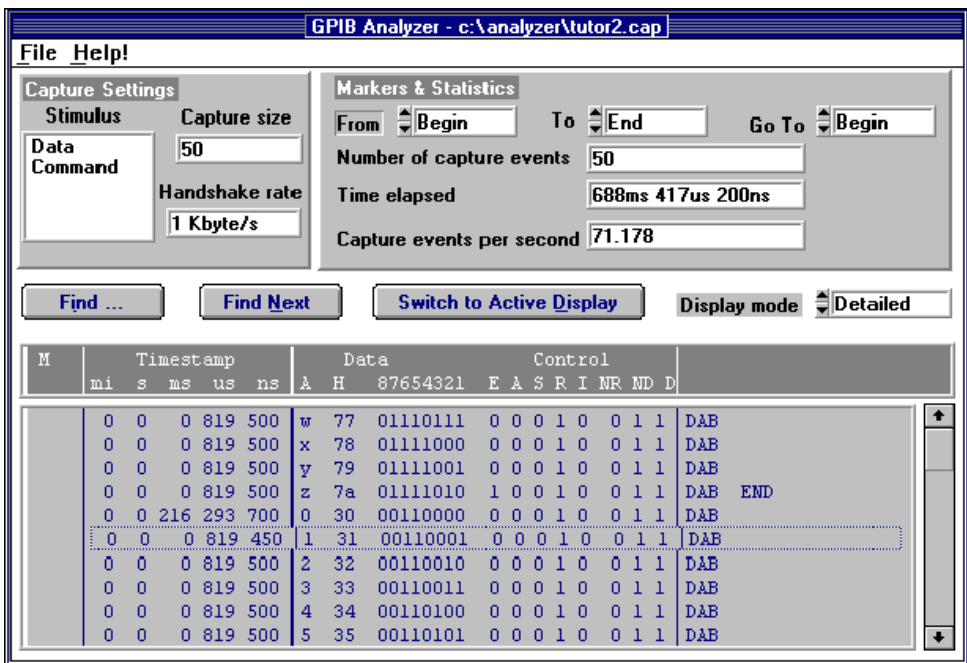 GPIB Analyzer - c:\analyzer\tutor2.cap
File Help!
Capture Settings
Stimulus
Capture size
Data
Command
50
Handshake rate
1 Kbyte/s
Markers & Statistics
From Begin To End Go To Begin
Number of capture events 50
Time elapsed 688ms 417us 200ns
Capture events per second 71.178
Find ... Find Next Switch to Active Display Display mode Detailed
M Timestamp Data Control
mi s ms us ns A H 87654321 E A S R I NR ND D
0 0 0 819 500 w 77 01110111 0 0 0 1 0 0 1 1 DAB
0 0 0 819 500 x 78 01111000 0 0 0 1 0 0 1 1 DAB
0 0 0 819 500 y 79 01111001 0 0 0 1 0 0 1 1 DAB
0 0 0 819 500 z 7a 01111010 1 0 0 1 0 0 1 1 DAB END
0 0 216 293 700 0 30 00110000 0 0 0 1 0 0 1 1 DAB
0 0 0 819 450 1 31 00110001 0 0 0 1 0 0 1 1 DAB
0 0 0 819 500 2 32 00110010 0 0 0 1 0 0 1 1 DAB
0 0 0 819 500 3 33 00110011 0 0 0 1 0 0 1 1 DAB
0 0 0 819 500 4 34 00110100 0 0 0 1 0 0 1 1 DAB
0 0 0 819 500 5 35 00110101 0 0 0 1 0 0 1 1 DAB